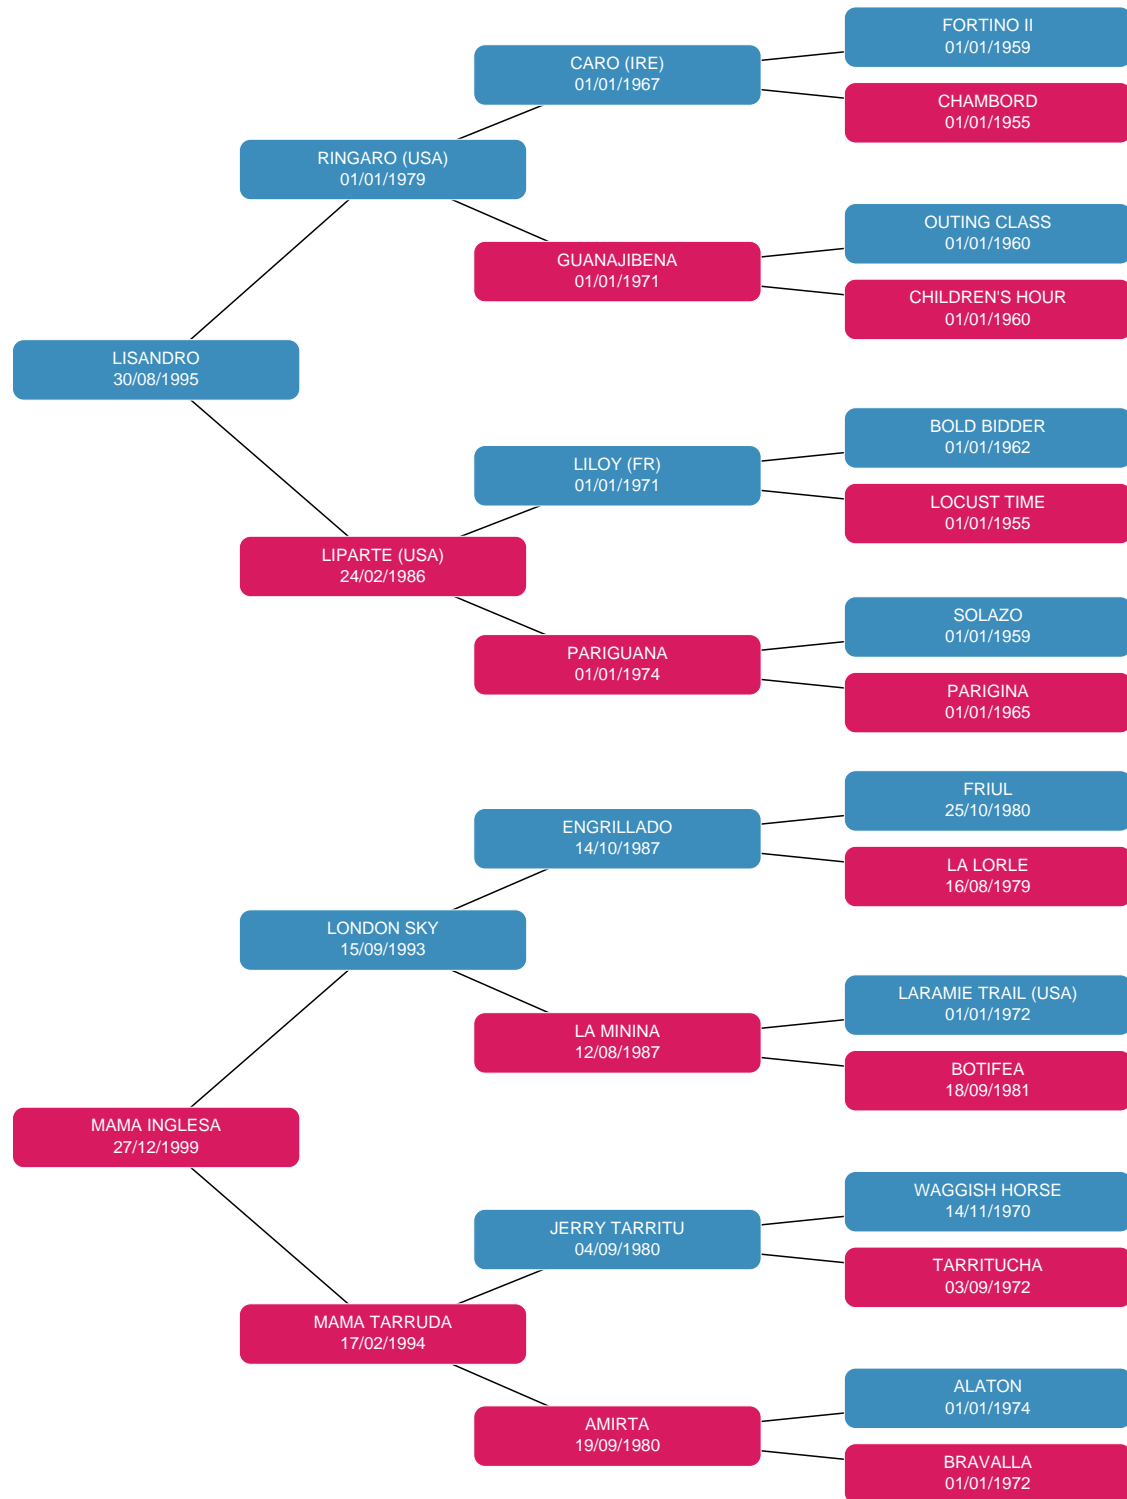 FORTINO II
01/01/1959
CARO (IRE)
01/01/1967
CHAMBORD
01/01/1955
RINGARO (USA)
01/01/1979
OUTING CLASS
01/01/1960
GUANAJIBENA
01/01/1971
CHILDREN'S HOUR
01/01/1960
LISANDRO
30/08/1995
BOLD BIDDER
01/01/1962
LILOY (FR)
01/01/1971
LOCUST TIME
01/01/1955
LIPARTE (USA)
24/02/1986
SOLAZO
01/01/1959
PARIGUANA
01/01/1974
PARIGINA
01/01/1965
FRIUL
25/10/1980
ENGRILLADO
14/10/1987
LA LORLE
16/08/1979
LONDON SKY
15/09/1993
LARAMIE TRAIL (USA)
01/01/1972
LA MININA
12/08/1987
BOTIFEA
18/09/1981
MAMA INGLESA
27/12/1999
WAGGISH HORSE
14/11/1970
JERRY TARRITU
04/09/1980
TARRITUCHA
03/09/1972
MAMA TARRUDA
17/02/1994
ALATON
01/01/1974
AMIRTA
19/09/1980
BRAVALLA
01/01/1972